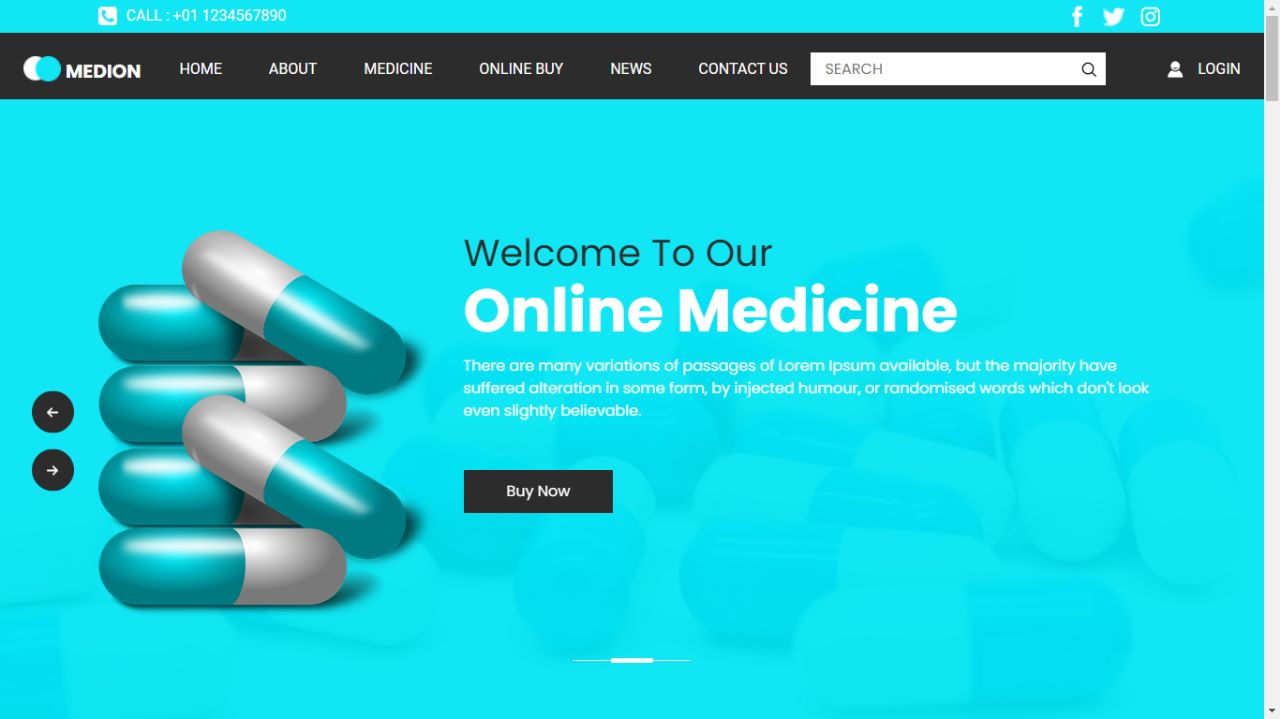 CALL : +01 1234567890
MEDION
HOME
ABOUT
MEDICINE
ONLINE BUY
NEWS
CONTACT US
SEARCH
LOGIN
Welcome To Our
Online Medicine
There are many variations of passages of Lorem Ipsum available, but the majority have
suffered alteration in some form, by injected humour, or randomised words which don't look
even slightly believable.
Buy Now